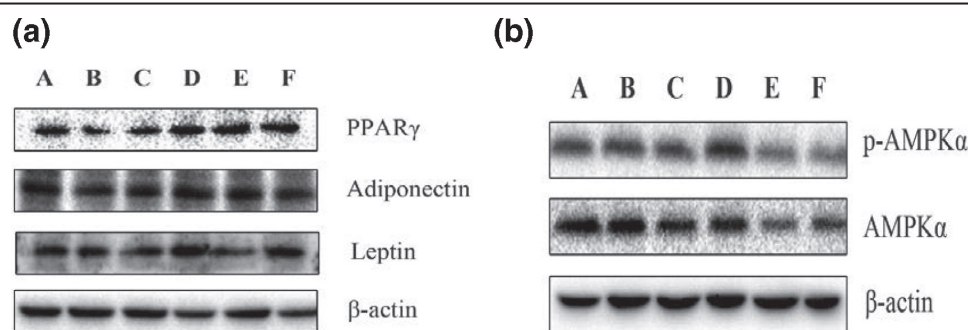 (a)
A B C D E F
PPARγ
Adiponectin
Leptin
β-actin
(b)
A B C D E F
p-AMPKα
AMPKα
β-actin